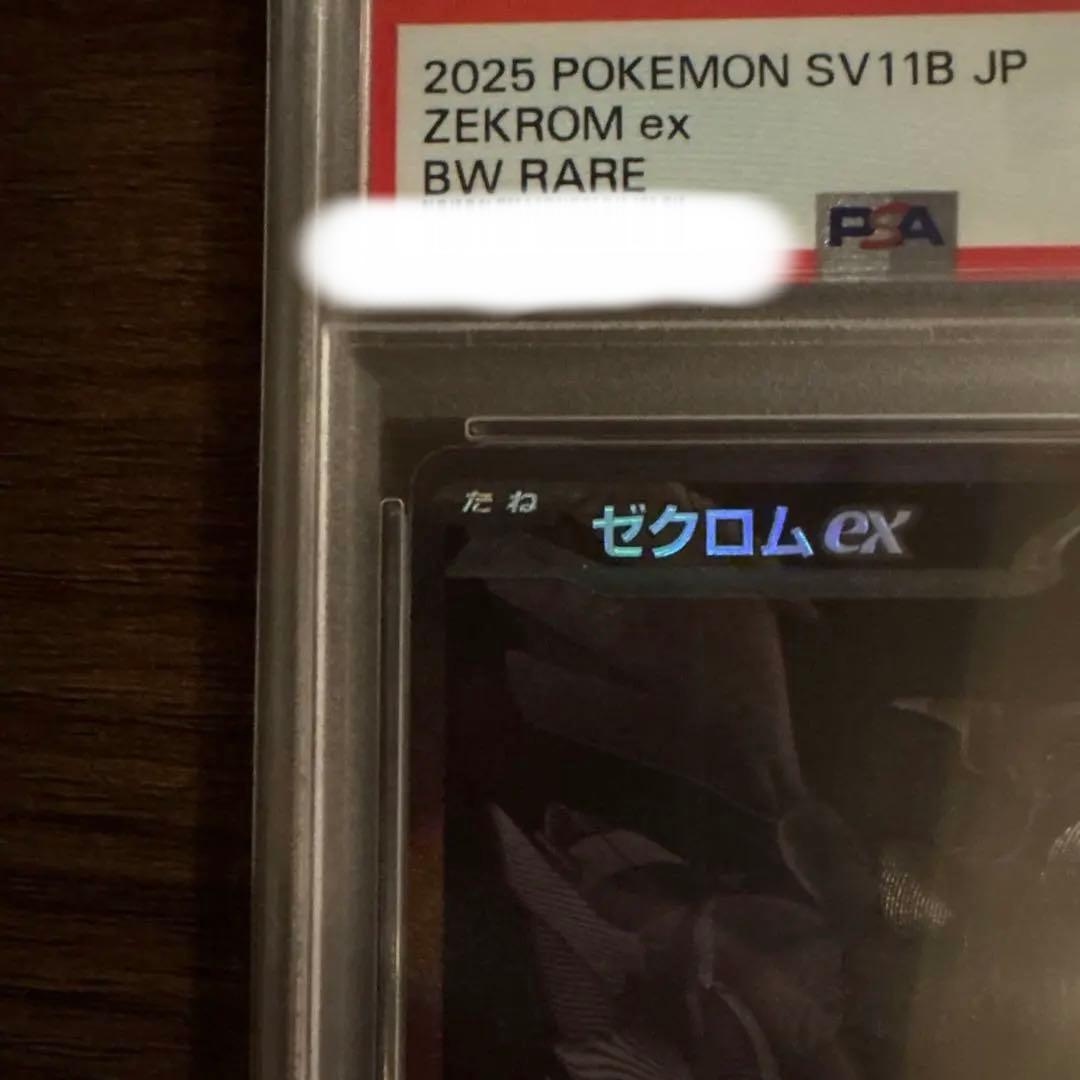 2025 POKEMON SV11B JP
ZEKROM ex
BW RARE
PSA
たね
ゼクロムex